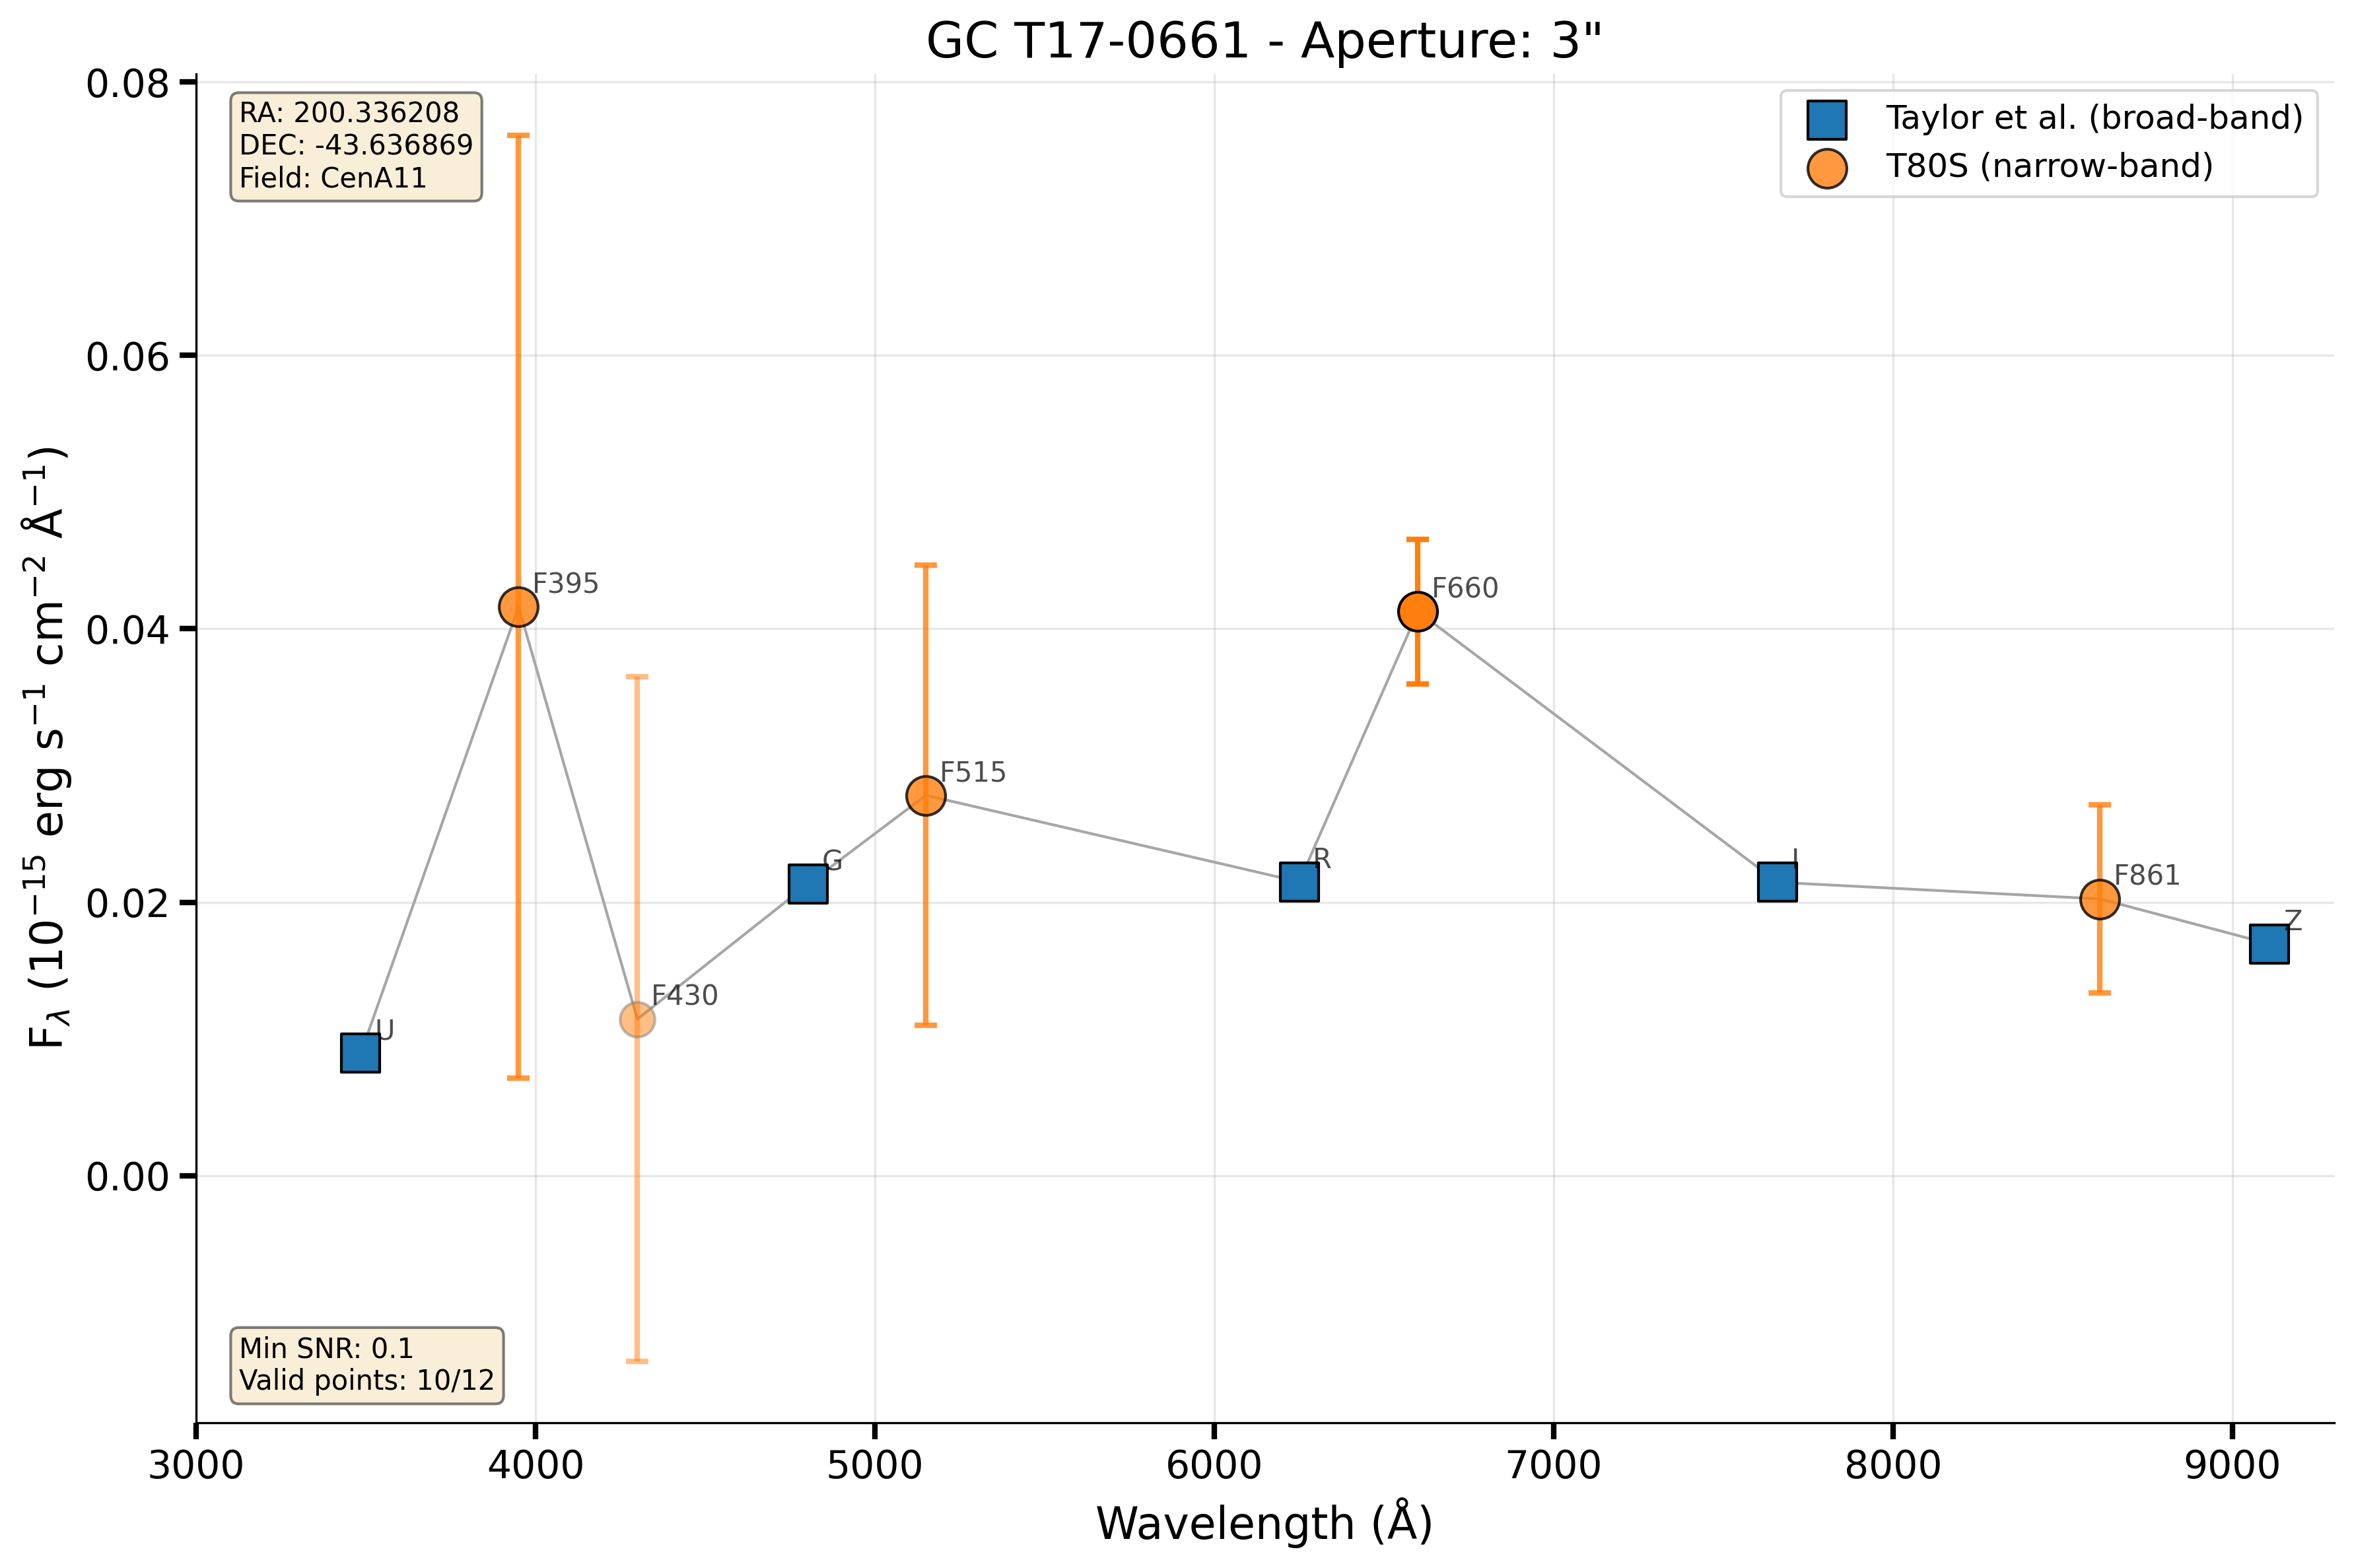 GC T17-0661 - Aperture: 3"
RA: 200.336208
DEC: -43.636869
Field: CenA11
Taylor et al. (broad-band)
T80S (narrow-band)
F_λ (10⁻¹⁵ erg s⁻¹ cm⁻² Å⁻¹)
0.08
0.06
0.04
0.02
0.00
U
F395
F430
G
F515
R
F660
I
F861
Z
Min SNR: 0.1
Valid points: 10/12
3000 4000 5000 6000 7000 8000 9000
Wavelength (Å)